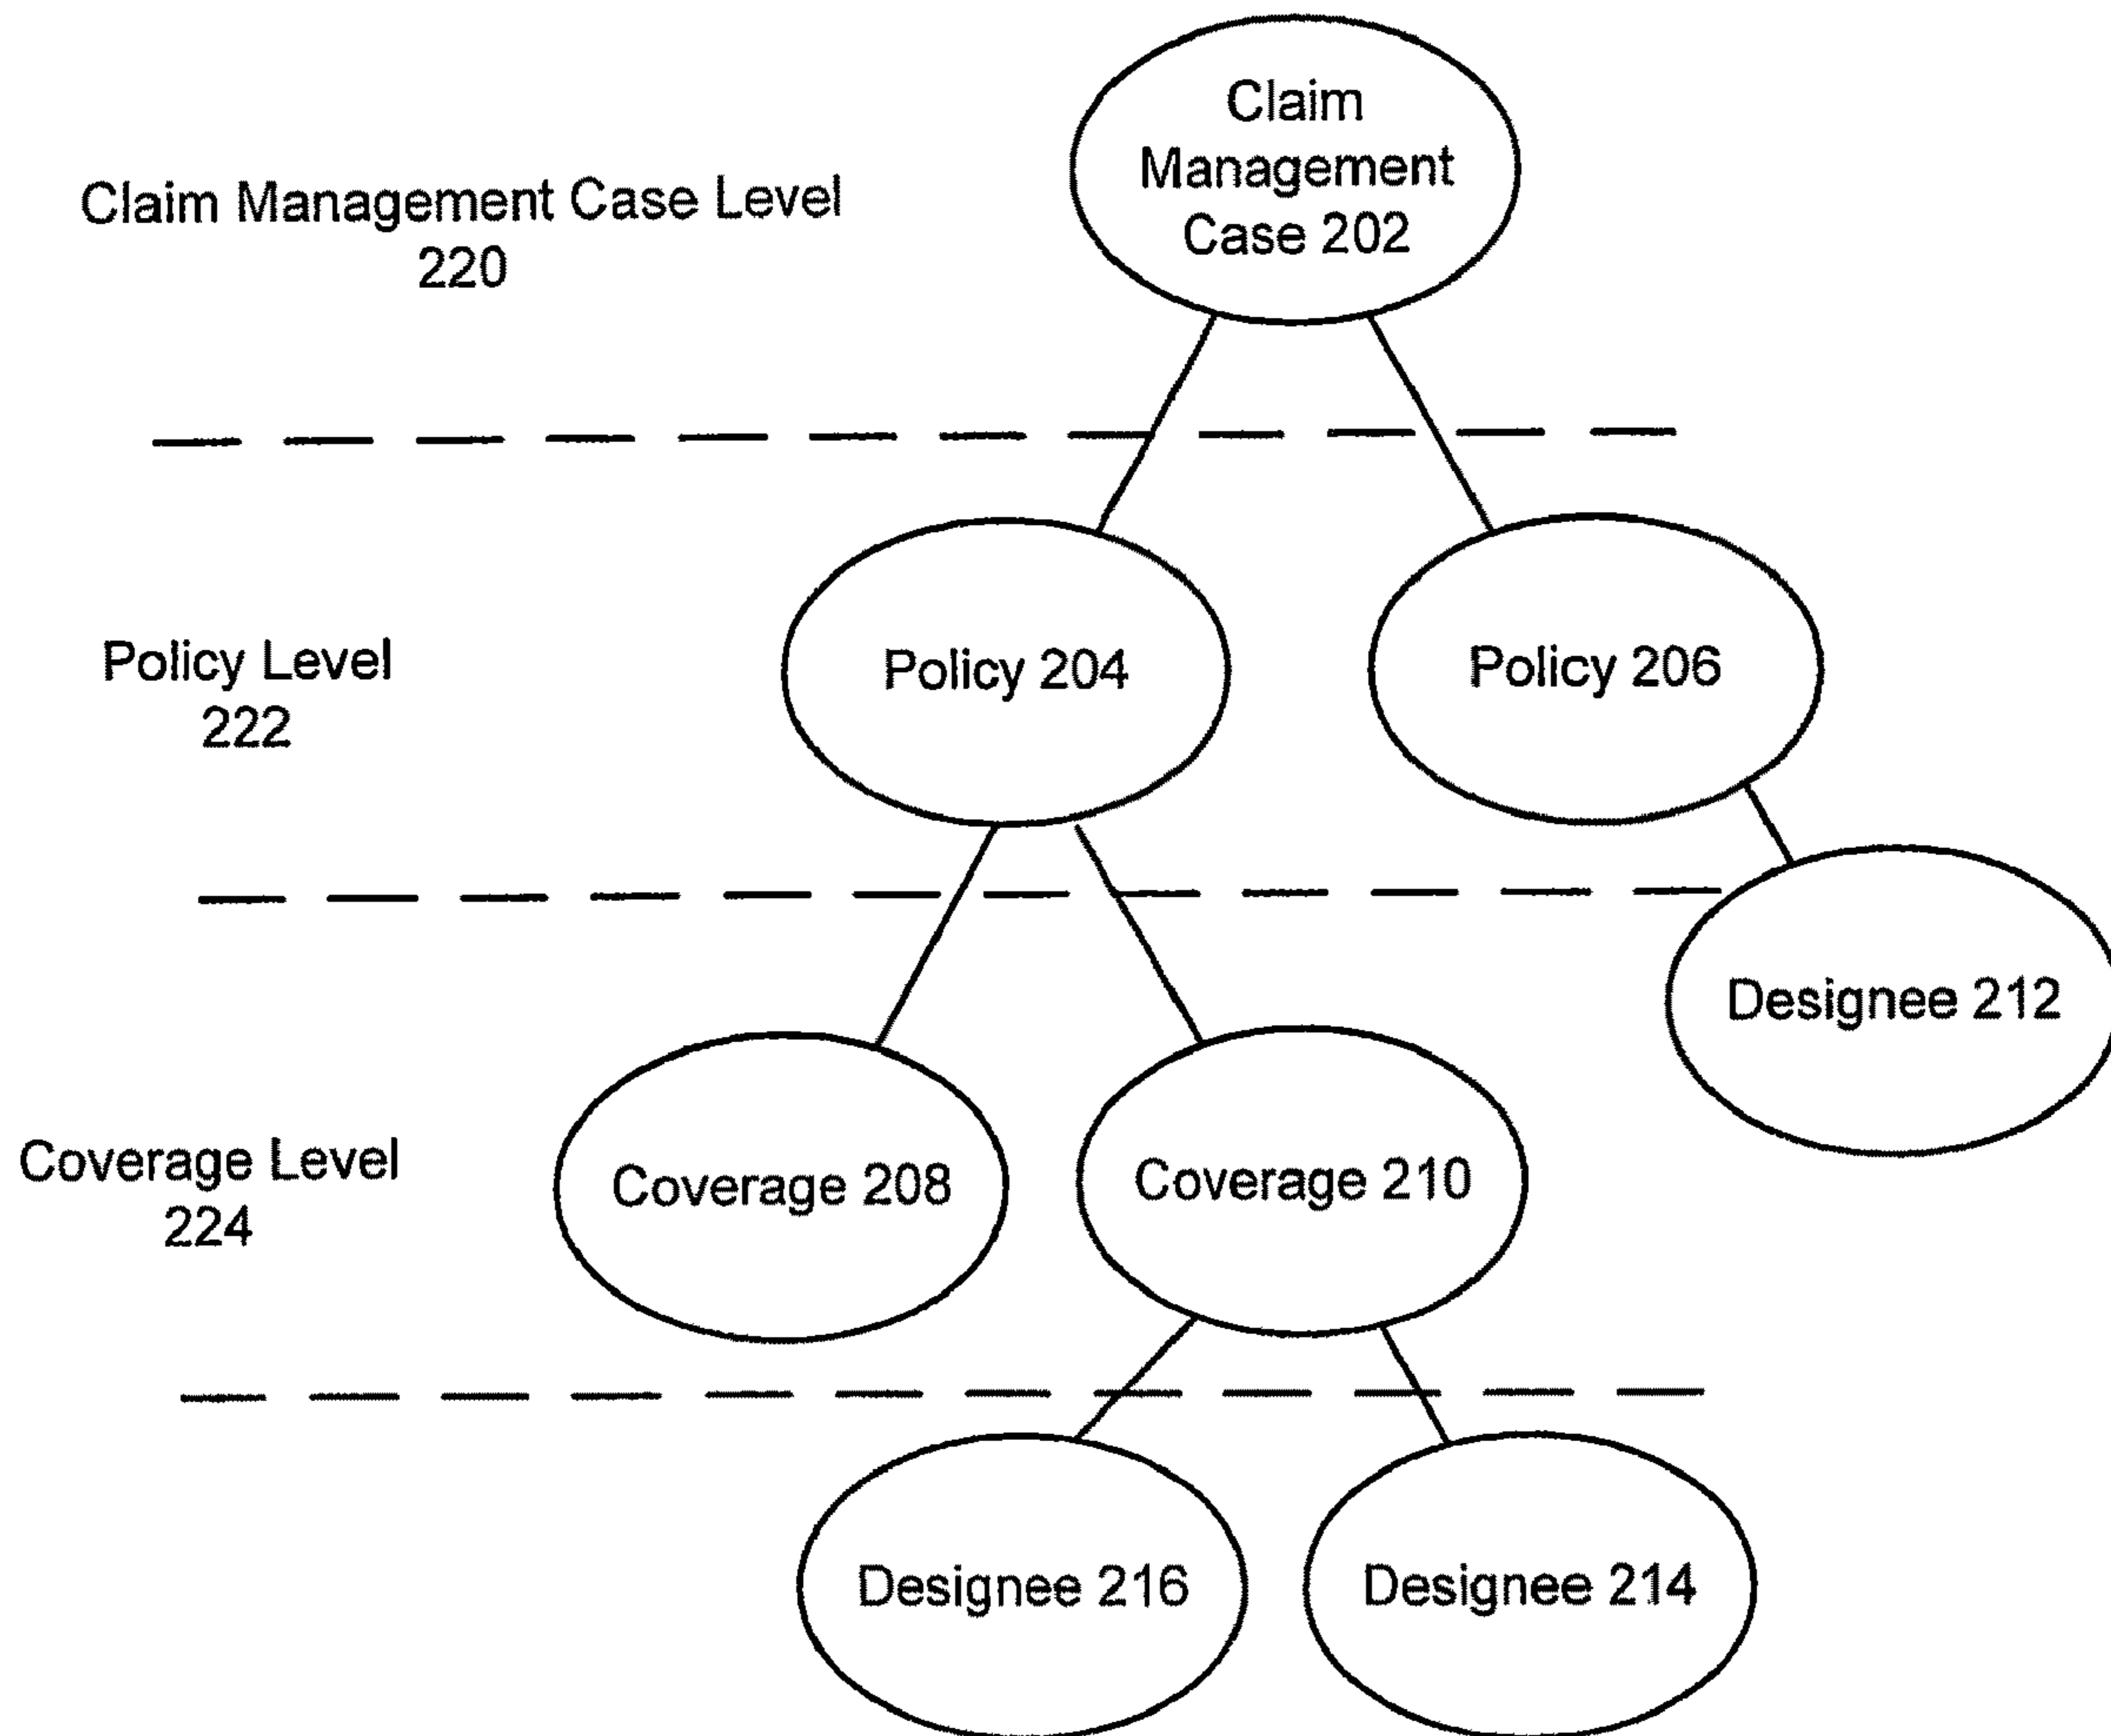 Claim
Management
Case 202
Claim Management Case Level
220
Policy Level
222
Policy 204
Policy 206
Designee 212
Coverage Level
224
Coverage 208
Coverage 210
Designee 216
Designee 214